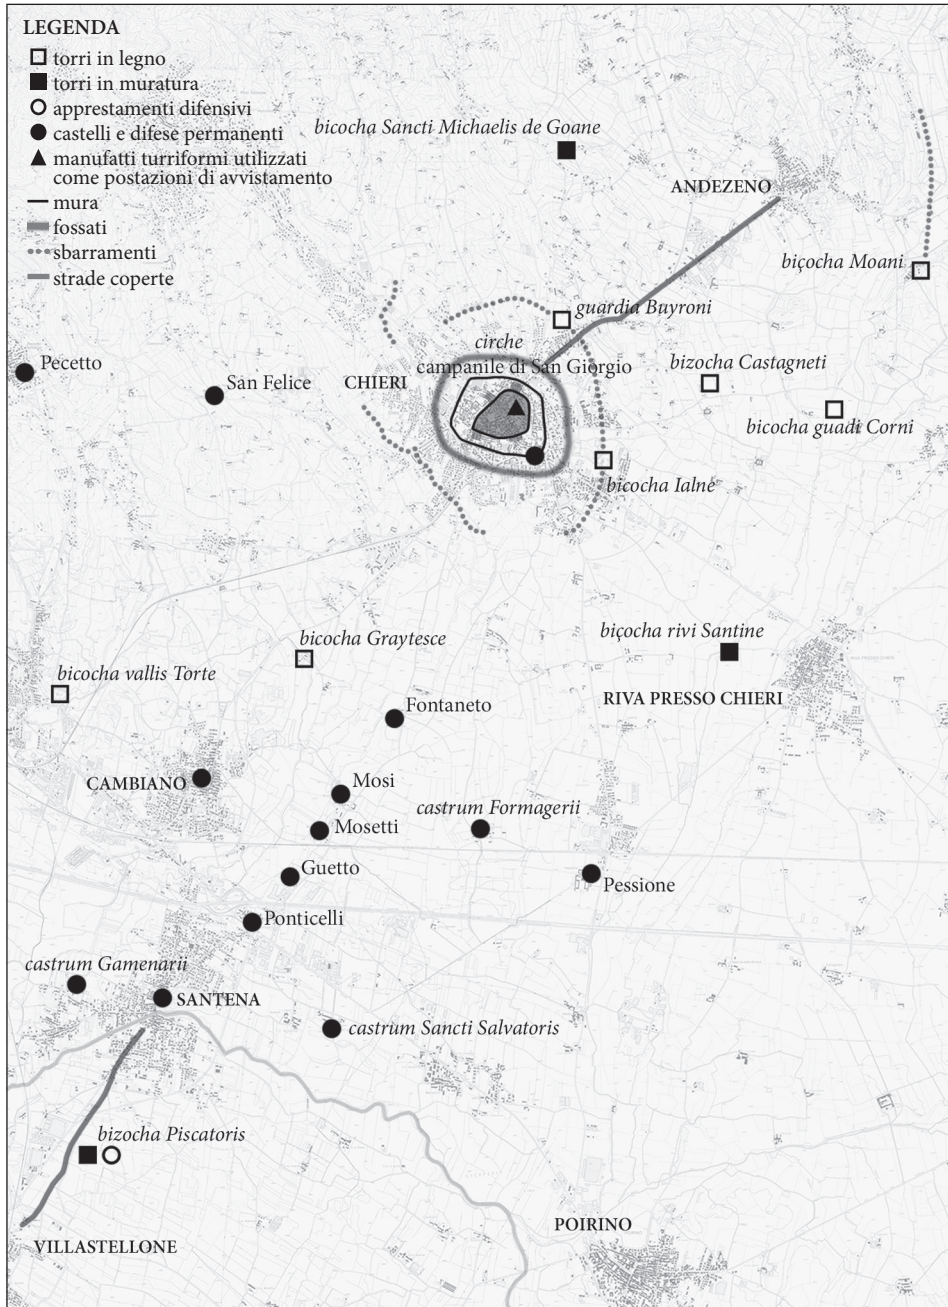 LEGENDA
torri in legno
torri in muratura
apprestamenti difensivi
castelli e difese permanenti
manufatti turriformi utilizzati
come postazioni di avvistamento
mura
fossati
sbarramenti
strade coperte
bicocha Sancti Michaelis de Goane
ANDEZENO
biçocha Moani
guardia Buyroni
cirche
campanile di San Giorgio
Pecetto
San Felice
CHIERI
bizocha Castagneti
bicocha guadi Corni
bicocha Ialne
bicocha Graytesce
biçocha rivi Santine
bicocha vallis Torte
RIVA PRESSO CHIERI
Fontaneto
CAMBIANO
Mosi
castrum Formagerii
Mosetti
Guetto
Pessione
Ponticelli
castrum Gamenarii
SANTENA
castrum Sancti Salvatoris
bizocha Piscatoris
POIRINO
VILLASTELLONE